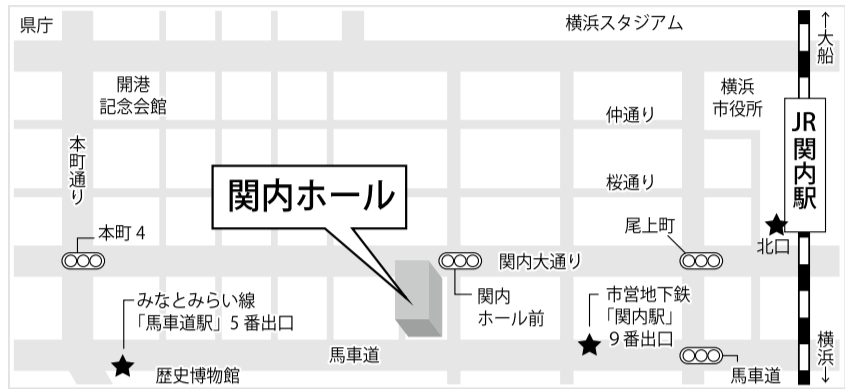 県庁
横浜スタジアム
←大船
開港
記念会館
横浜
市役所
仲通り
JR関内駅
本町通り
桜通り
関内ホール
本町4
尾上町
北口
関内大通り
みなとみらい線
「馬車道駅」5番出口
関内
ホール前
市営地下鉄
「関内駅」
9番出口
馬車道
歴史博物館
馬車道
横浜→